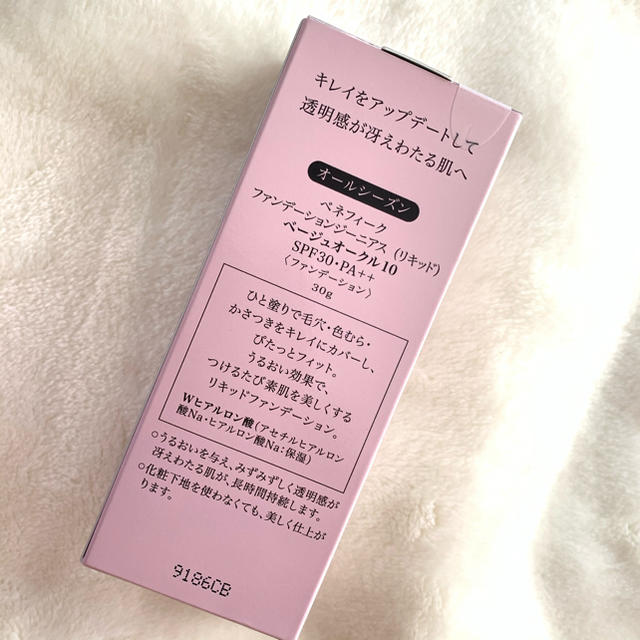 キレイをアップデートして
透明感が冴えわたる肌へ
オールシーズン
ベネフィーク
ファンデーションジーニアス（リキッド）
ベージュオークル10
SPF30・PA++
〈ファンデーション〉
30g
ひと塗りで毛穴・色むら・
かさつきをキレイにカバーし、
ぴたっとフィット。
うるおい効果で、
つけるたび素肌を美しくする
リキッドファンデーション。
Wヒアルロン酸（アセチルヒアルロン
酸Na・ヒアルロン酸Na：保湿）
○うるおいを与え、みずみずしく透明感が
冴えわたる肌が、長時間持続します。
○化粧下地を使わなくても、美しく仕上が
ります。
9186CB